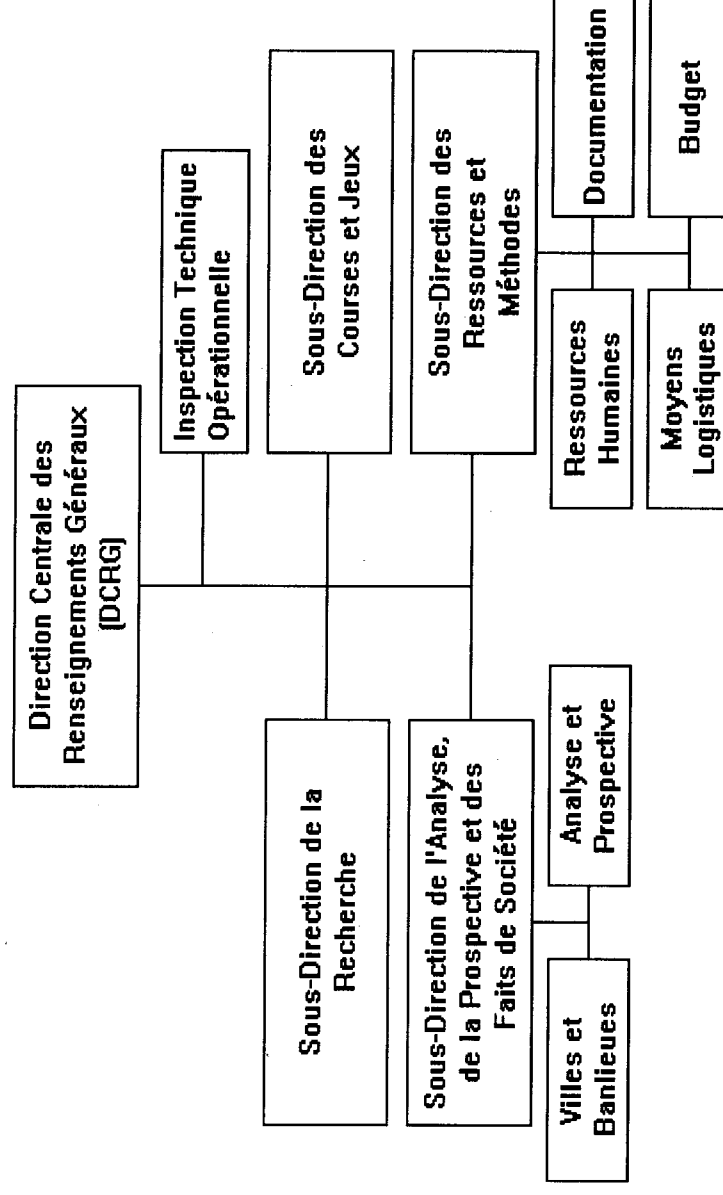 Direction Centrale des
Renseignements Généraux
(DCRG)
Inspection Technique
Opérationnelle
Sous-Direction de la
Recherche
Sous-Direction des
Courses et Jeux
Sous-Direction de l'Analyse,
de la Prospective et des
Faits de Société
Sous-Direction des
Ressources et
Méthodes
Villes et
Banlieues
Analyse et
Prospective
Ressources
Humaines
Documentation
Moyens
Logistiques
Budget